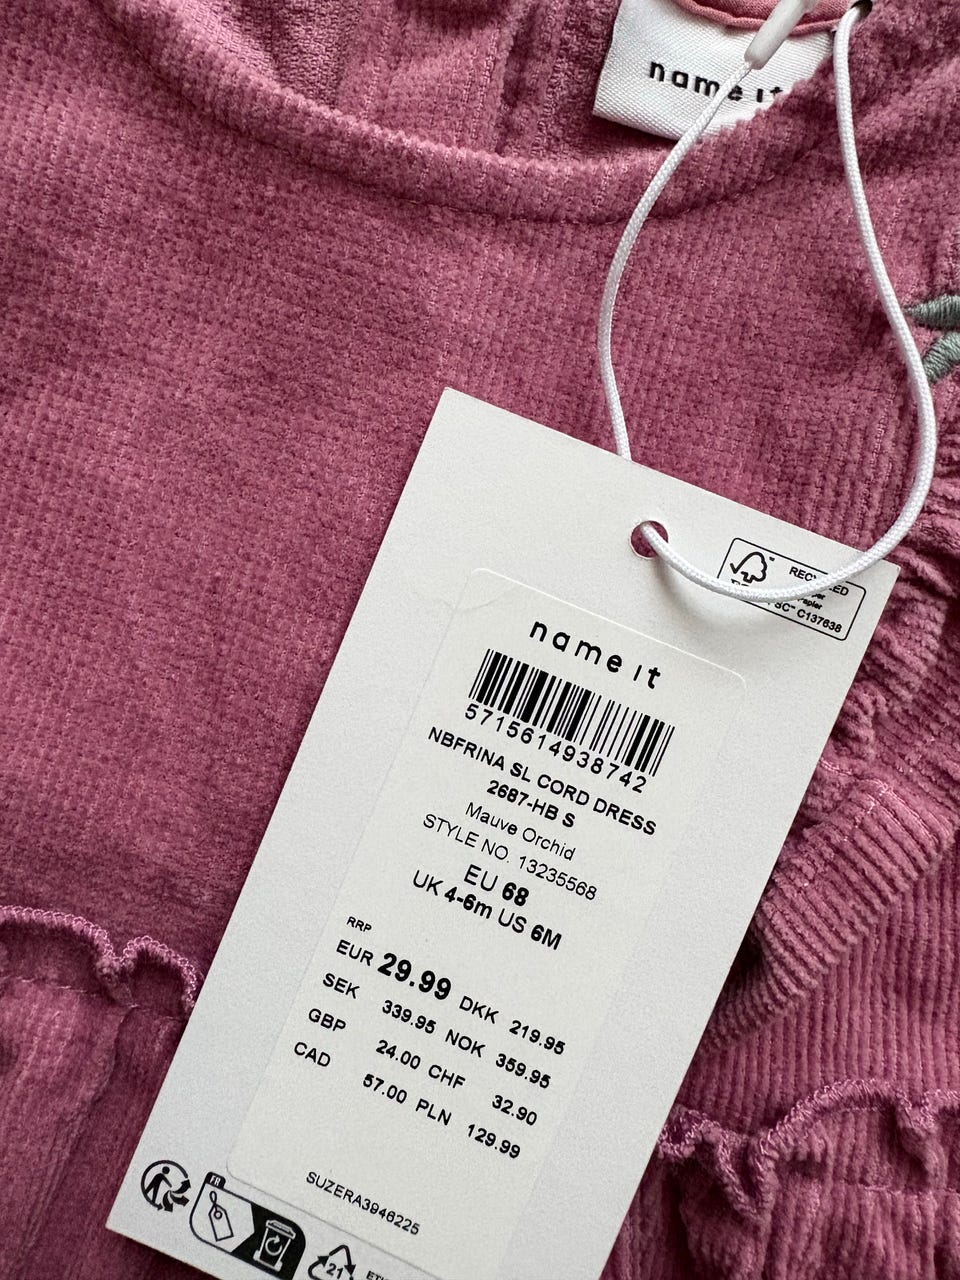 name it
RECYCLED
C137638
name it
5715614938742
NBFRINA SL CORD DRESS
2687-HB S
Mauve Orchid
STYLE NO. 13235568
EU 68
UK 4-6m US 6M
RRP
EUR 29.99 DKK 219.95
SEK 339.95 NOK 359.95
GBP 24.00 CHF 32.90
CAD 57.00 PLN 129.99
SUZERA3946225
FR
21